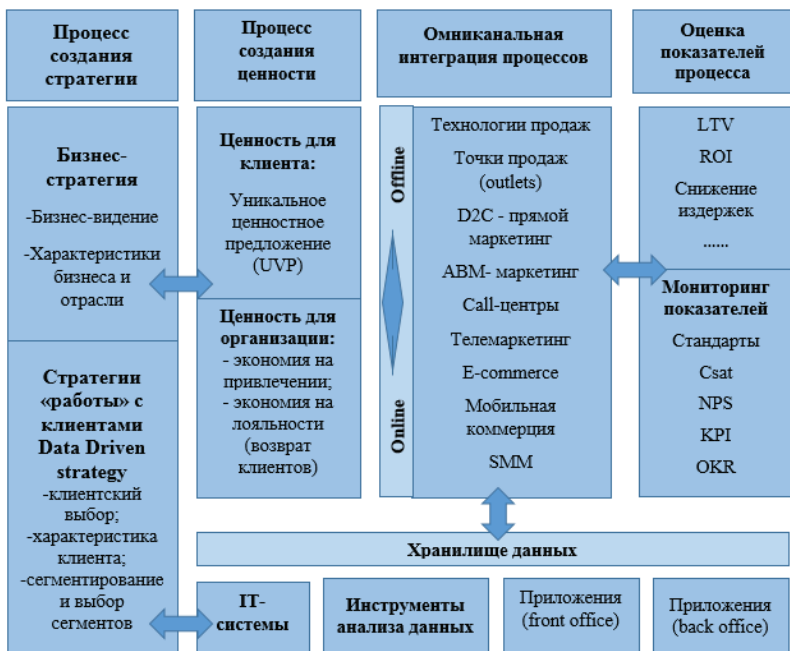 Процесс
создания
стратегии
Процесс
создания
ценности
Омниканальная
интеграция процессов
Оценка
показателей
процесса
Бизнес-
стратегия
-Бизнес-видение
-Характеристики
бизнеса и
отрасли
Стратегии
«работы» с
клиентами
Data Driven
strategy
-клиентский
выбор;
-характеристика
клиента;
-сегментирование
и выбор
сегментов
Ценность для
клиента:
Уникальное
ценностное
предложение
(UVP)
Ценность для
организации:
- экономия на
привлечении;
- экономия на
лояльности
(возврат
клиентов)
Offline
Online
Технологии продаж
Точки продаж
(outlets)
D2C - прямой
маркетинг
ABM- маркетинг
Call-центры
Телемаркетинг
E-commerce
Мобильная
коммерция
SMM
LTV
ROI
Снижение
издержек
......
Мониторинг
показателей
Стандарты
Csat
NPS
KPI
OKR
Хранилище данных
IT-
системы
Инструменты
анализа данных
Приложения
(front office)
Приложения
(back office)